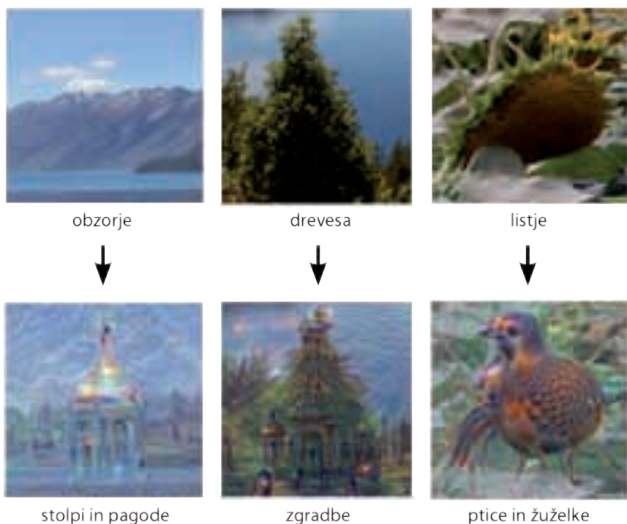 obzorje
drevesa
listje
stolpi in pagode
zgradbe
ptice in žuželke